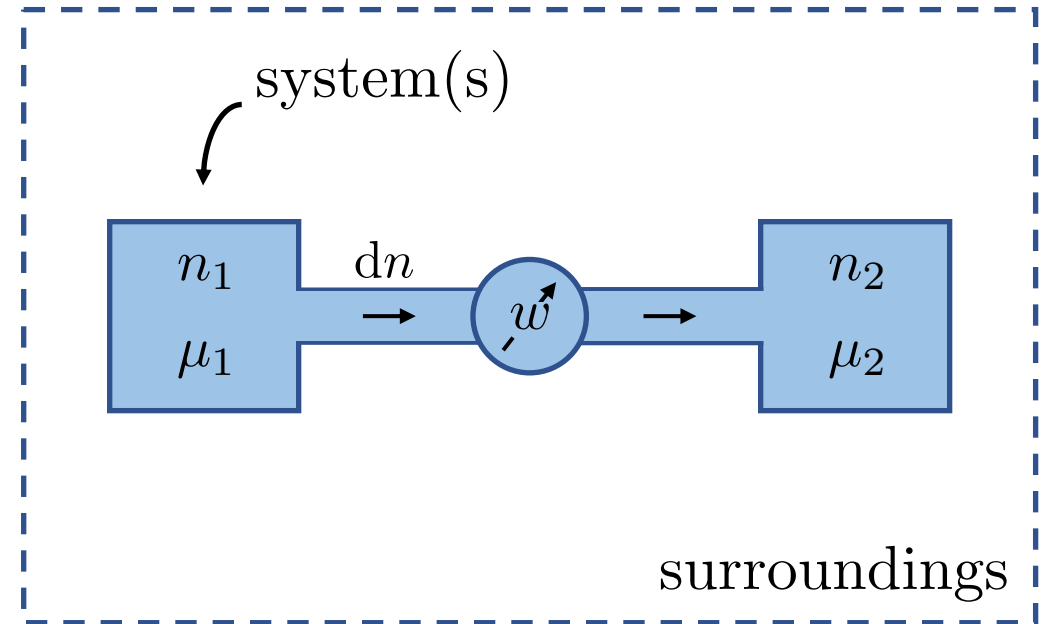 system(s)
n₁
dn
w
n₂
μ₁
μ₂
surroundings